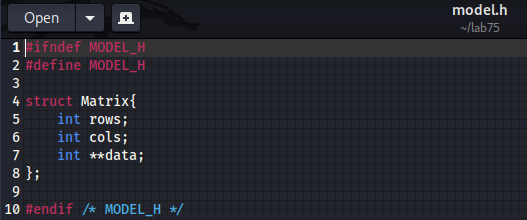 Open
model.h
~/lab75
1 #ifndef MODEL_H
2 #define MODEL_H
3
4 struct Matrix{
5     int rows;
6     int cols;
7     int **data;
8 };
9
10 #endif /* MODEL_H */